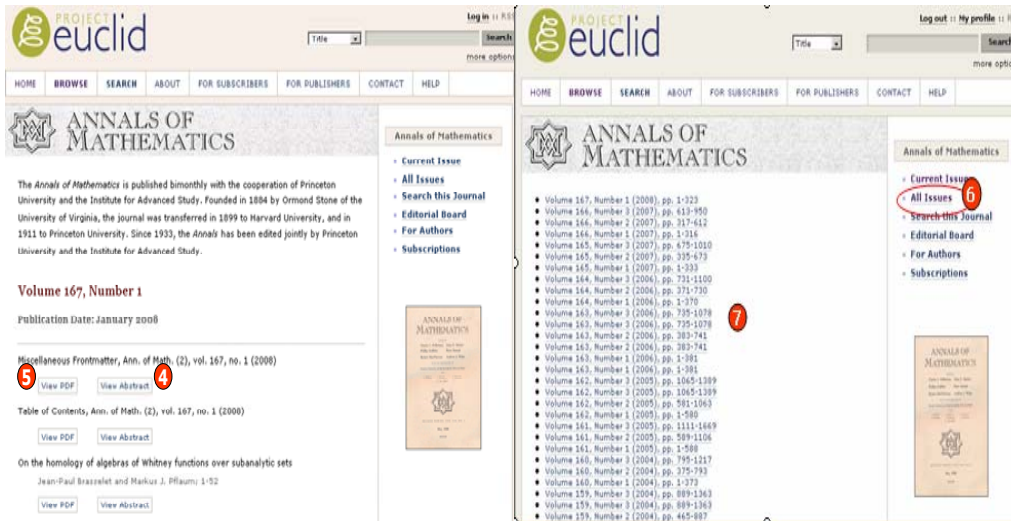 PROJECT
euclid
Log in :: RSS
Title
Search
more options
HOME BROWSE SEARCH ABOUT FOR SUBSCRIBERS FOR PUBLISHERS CONTACT HELP
ANNALS OF
MATHEMATICS
The Annals of Mathematics is published bimonthly with the cooperation of Princeton
University and the Institute for Advanced Study. Founded in 1884 by Ormond Stone of the
University of Virginia, the journal was transferred in 1899 to Harvard University, and in
1911 to Princeton University. Since 1933, the Annals has been edited jointly by Princeton
University and the Institute for Advanced Study.
Volume 167, Number 1
Publication Date: January 2008
Miscellaneous Frontmatter, Ann. of Math. (2), vol. 167, no. 1 (2008)
5 View PDF View Abstract 4
Table of Contents, Ann. of Math. (2), vol. 167, no. 1 (2008)
View PDF View Abstract
On the homology of algebras of Whitney functions over subanalytic sets
Jean-Paul Brasselet and Markus J. Pflaum; 1-52
View PDF View Abstract
Annals of Mathematics
Current Issue
All Issues
Search this Journal
Editorial Board
For Authors
Subscriptions
ANNALS OF
MATHEMATICS
PROJECT
euclid
Log out :: My profile :: R
Title
Search
more option
HOME BROWSE SEARCH ABOUT FOR SUBSCRIBERS FOR PUBLISHERS CONTACT HELP
ANNALS OF
MATHEMATICS
Volume 167, Number 1 (2008), pp. 1-323
Volume 166, Number 3 (2007), pp. 613-950
Volume 166, Number 2 (2007), pp. 317-612
Volume 166, Number 1 (2007), pp. 1-316
Volume 165, Number 3 (2007), pp. 675-1010
Volume 165, Number 2 (2007), pp. 335-673
Volume 165, Number 1 (2007), pp. 1-333
Volume 164, Number 3 (2006), pp. 731-1100
Volume 164, Number 2 (2006), pp. 371-730
Volume 164, Number 1 (2006), pp. 1-370
Volume 163, Number 3 (2006), pp. 735-1078
Volume 163, Number 3 (2006), pp. 735-1078
Volume 163, Number 2 (2006), pp. 383-741
Volume 163, Number 2 (2006), pp. 383-741
Volume 163, Number 1 (2006), pp. 1-381
Volume 163, Number 1 (2006), pp. 1-381
Volume 162, Number 3 (2005), pp. 1065-1389
Volume 162, Number 3 (2005), pp. 1065-1389
Volume 162, Number 2 (2005), pp. 581-1063
Volume 162, Number 1 (2005), pp. 1-580
Volume 161, Number 3 (2005), pp. 1111-1669
Volume 161, Number 2 (2005), pp. 589-1106
Volume 161, Number 1 (2005), pp. 1-588
Volume 160, Number 3 (2004), pp. 795-1217
Volume 160, Number 2 (2004), pp. 375-793
Volume 160, Number 1 (2004), pp. 1-373
Volume 159, Number 3 (2004), pp. 889-1363
Volume 159, Number 3 (2004), pp. 889-1363
Volume 159, Number 2 (2004), pp. 465-887
7
Annals of Mathematics
Current Issue
All Issues 6
Search this Journal
Editorial Board
For Authors
Subscriptions
ANNALS OF
MATHEMATICS